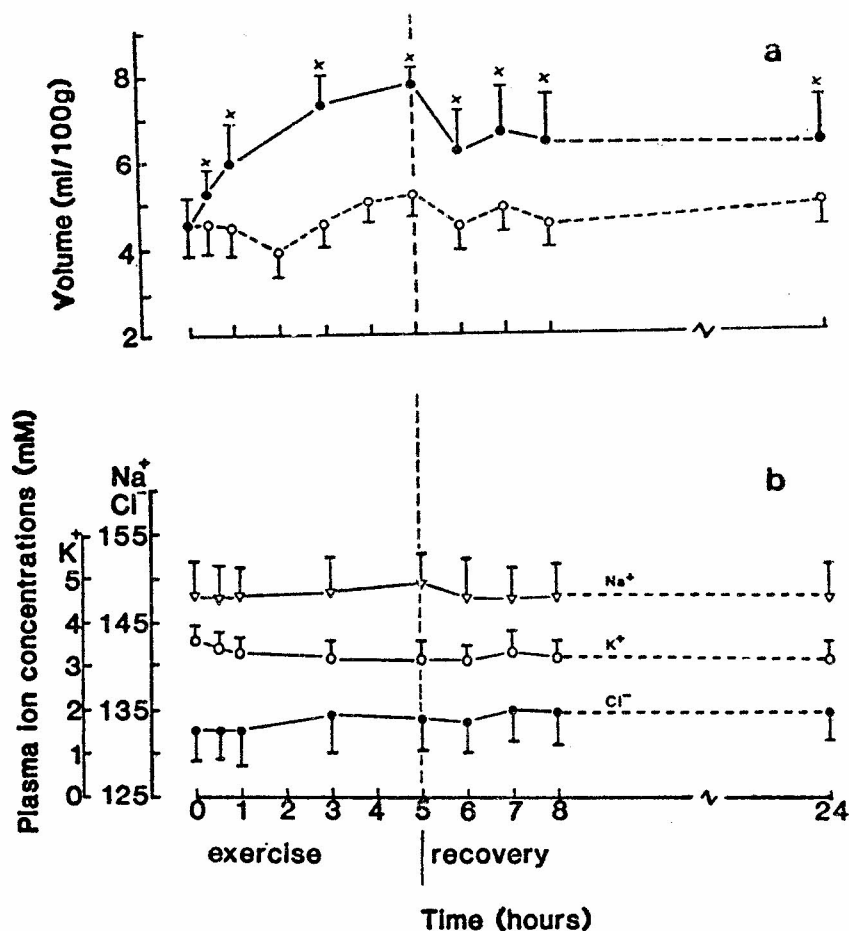 a
8
6
4
2
Volume (ml/100g)
x x x x x x x x x
b
Plasma Ion concentrations (mM)
Na⁺
Cl⁻
K⁺
155
145
135
125
5
4
3
2
1
0
Na⁺
K⁺
Cl⁻
0 1 2 3 4 5 6 7 8 24
exercise recovery
Time (hours)